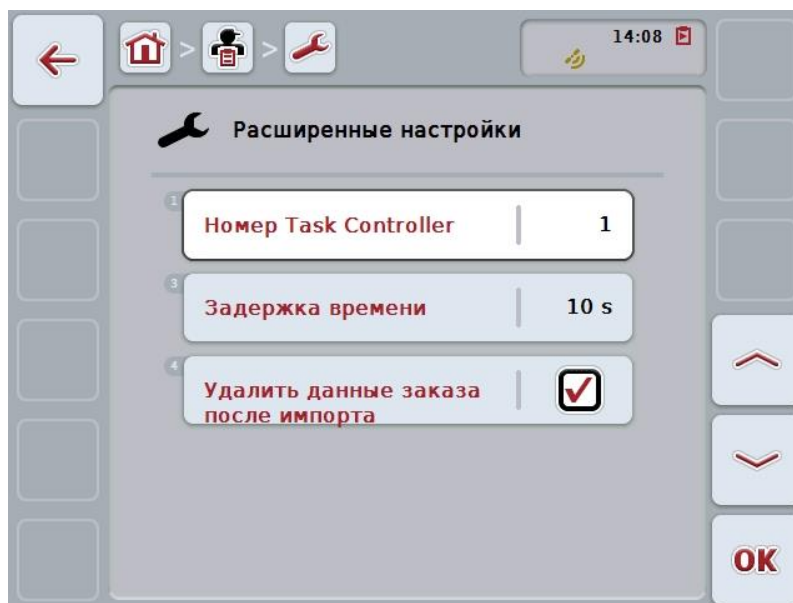 14:08
Расширенные настройки
1
Номер Task Controller
1
3
Задержка времени
10 s
4
Удалить данные заказа
после импорта
OK